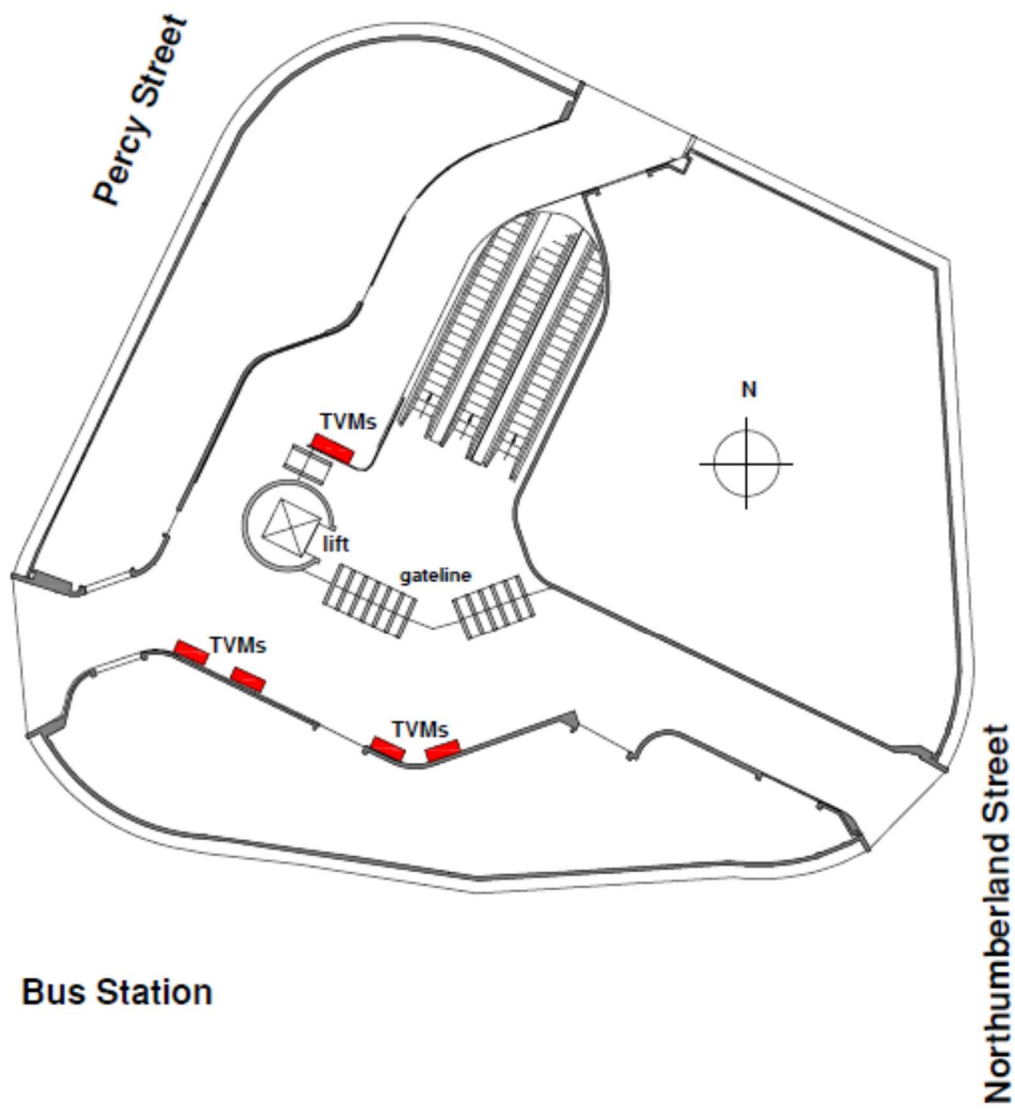 Percy Street
N
TVMs
lift
gateline
TVMs
TVMs
Northumberland Street
Bus Station